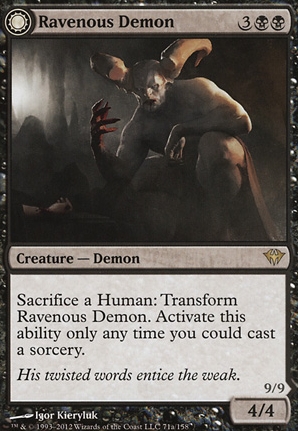 Ravenous Demon 3
Creature — Demon
Sacrifice a Human: Transform
Ravenous Demon. Activate this
ability only any time you could cast
a sorcery.
His twisted words entice the weak.
9/9
4/4
Igor Kieryluk
™ & © 1993–2012 Wizards of the Coast LLC 71a/158